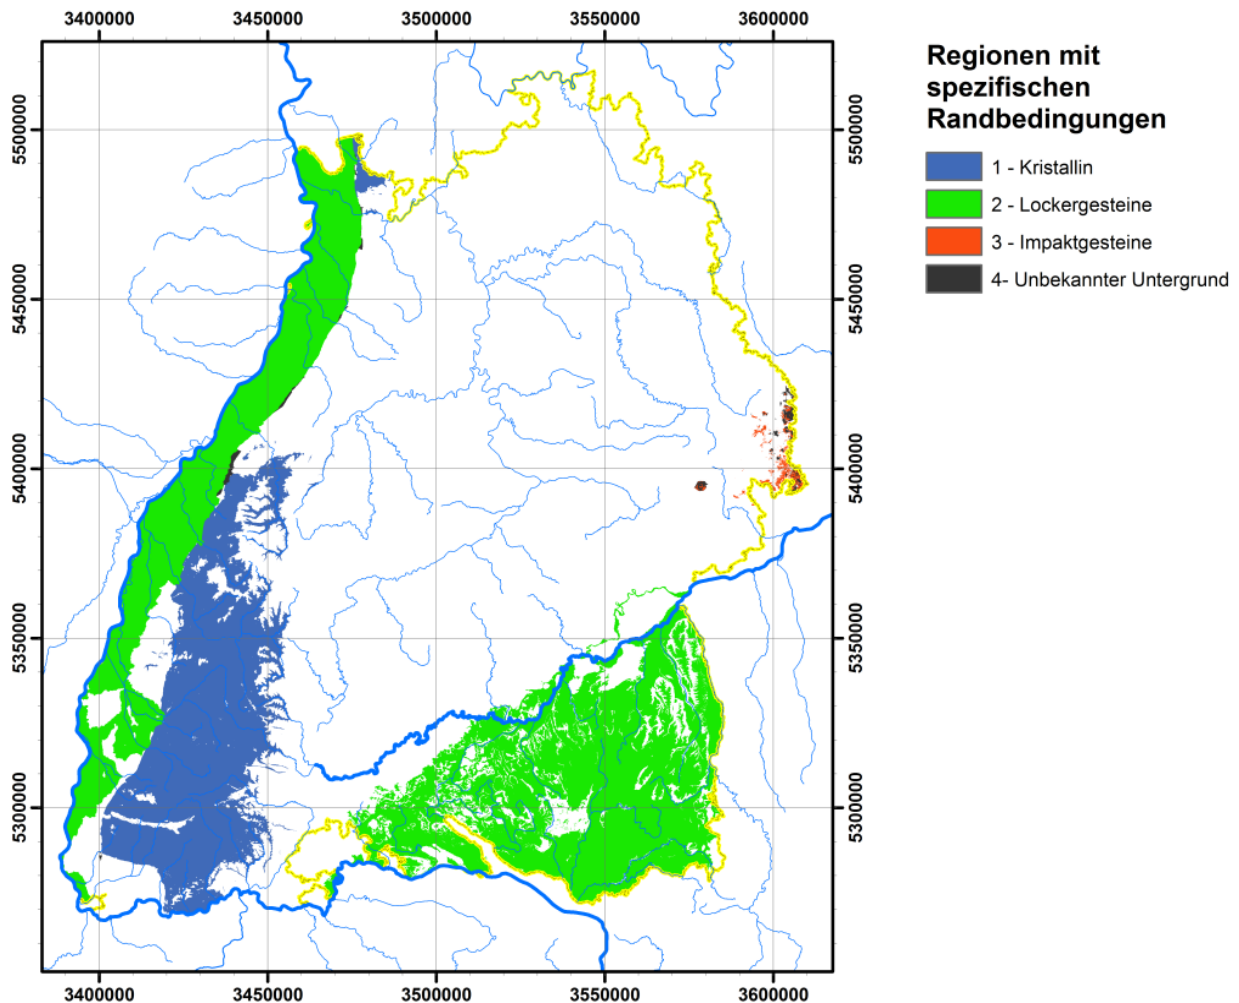 3400000 3450000 3500000 3550000 3600000
Regionen mit
spezifischen
Randbedingungen
1 - Kristallin
2 - Lockergesteine
3 - Impaktgesteine
4- Unbekannter Untergrund
5500000 5500000
5450000 5450000
5400000 5400000
5350000 5350000
5300000 5300000
3400000 3450000 3500000 3550000 3600000